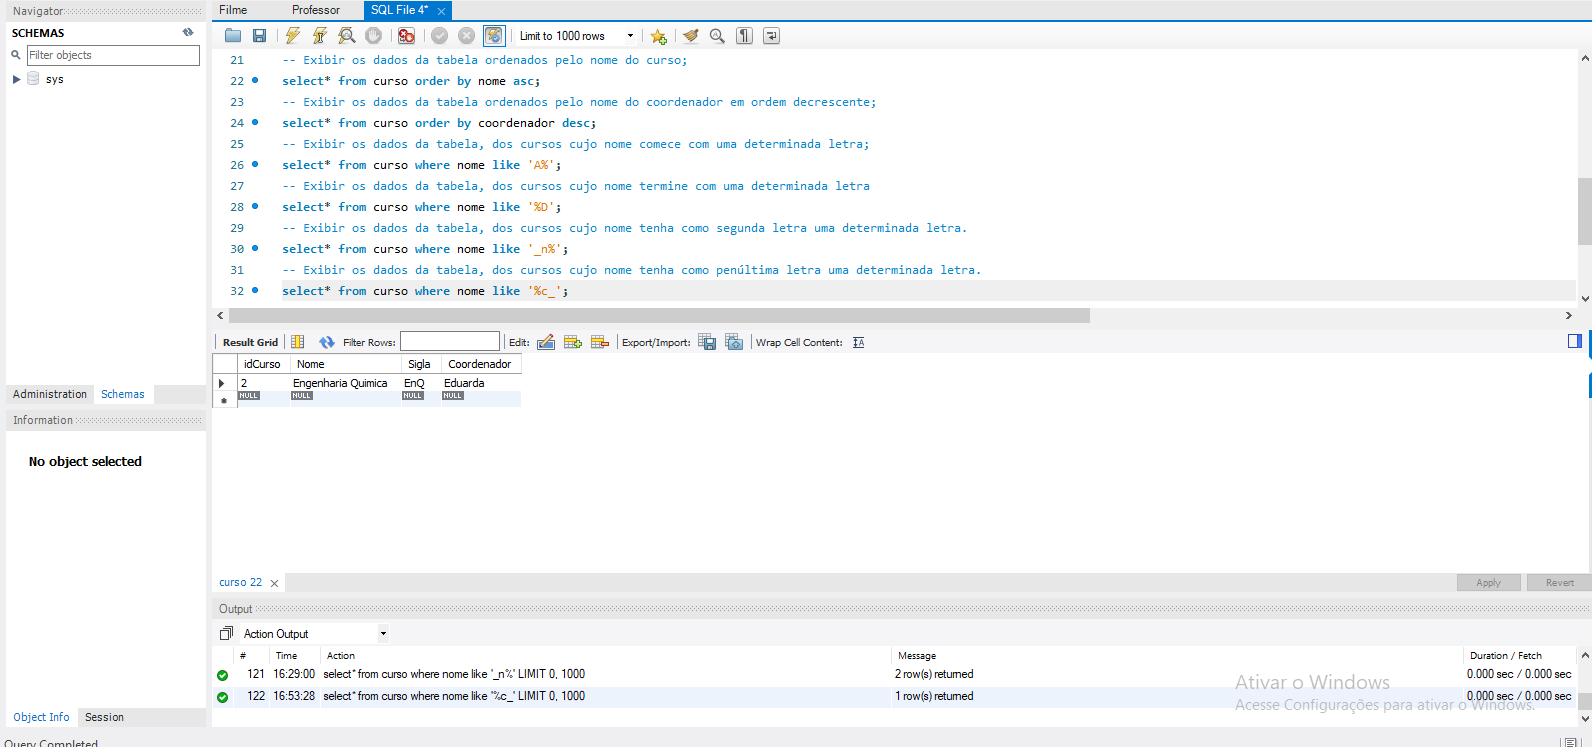 Navigator
SCHEMAS
Filter objects
sys
Administration Schemas
Information
No object selected
Object Info Session
Query Completed
Filme Professor SQL File 4*
Limit to 1000 rows
21 -- Exibir os dados da tabela ordenados pelo nome do curso;
22 select* from curso order by nome asc;
23 -- Exibir os dados da tabela ordenados pelo nome do coordenador em ordem decrescente;
24 select* from curso order by coordenador desc;
25 -- Exibir os dados da tabela, dos cursos cujo nome comece com uma determinada letra;
26 select* from curso where nome like 'A%';
27 -- Exibir os dados da tabela, dos cursos cujo nome termine com uma determinada letra
28 select* from curso where nome like '%D';
29 -- Exibir os dados da tabela, dos cursos cujo nome tenha como segunda letra uma determinada letra.
30 select* from curso where nome like '_n%';
31 -- Exibir os dados da tabela, dos cursos cujo nome tenha como penúltima letra uma determinada letra.
32 select* from curso where nome like '%c_';
Result Grid Filter Rows: Edit: Export/Import: Wrap Cell Content:
idCurso Nome Sigla Coordenador
2 Engenharia Quimica EnQ Eduarda
NULL NULL NULL NULL
curso 22
Apply Revert
Output
Action Output
# Time Action Message Duration / Fetch
121 16:29:00 select* from curso where nome like '_n%' LIMIT 0, 1000 2 row(s) returned 0.000 sec / 0.000 sec
122 16:53:28 select* from curso where nome like '%c_' LIMIT 0, 1000 1 row(s) returned 0.000 sec / 0.000 sec
Ativar o Windows
Acesse Configurações para ativar o Windows.